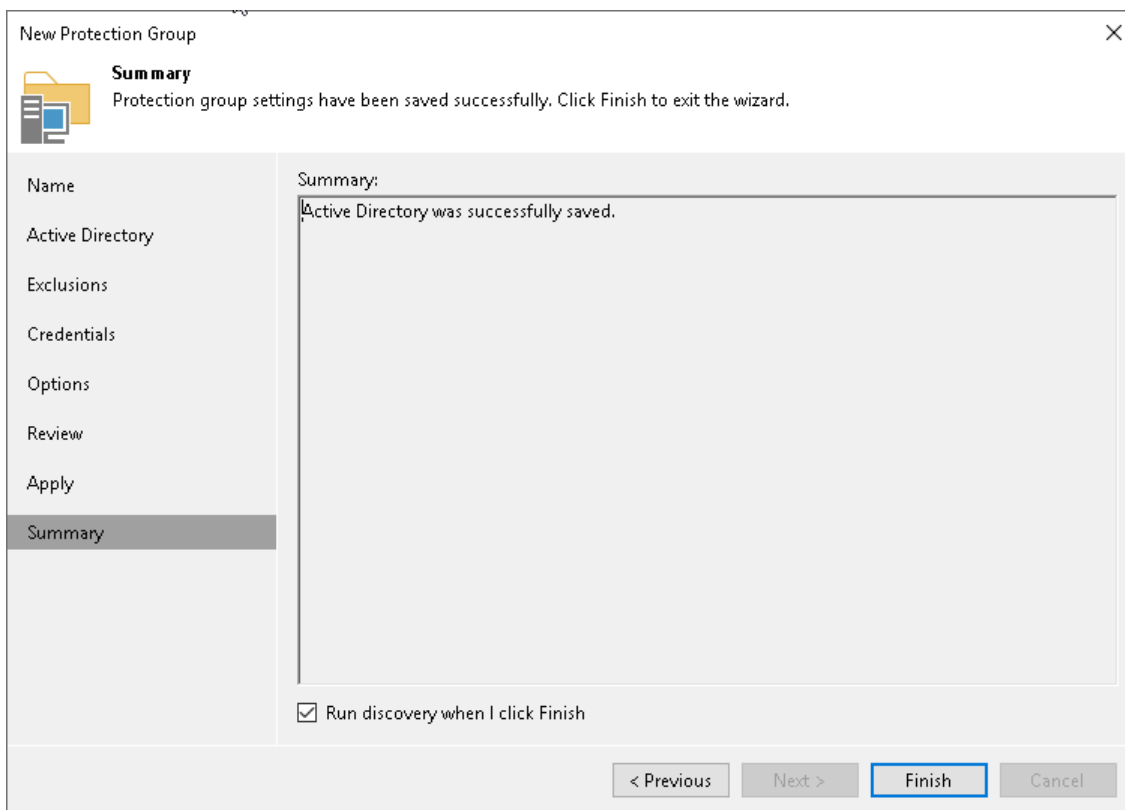 New Protection Group
Summary
Protection group settings have been saved successfully. Click Finish to exit the wizard.
Name
Active Directory
Exclusions
Credentials
Options
Review
Apply
Summary
Summary:
Active Directory was successfully saved.
Run discovery when I click Finish
< Previous
Next >
Finish
Cancel